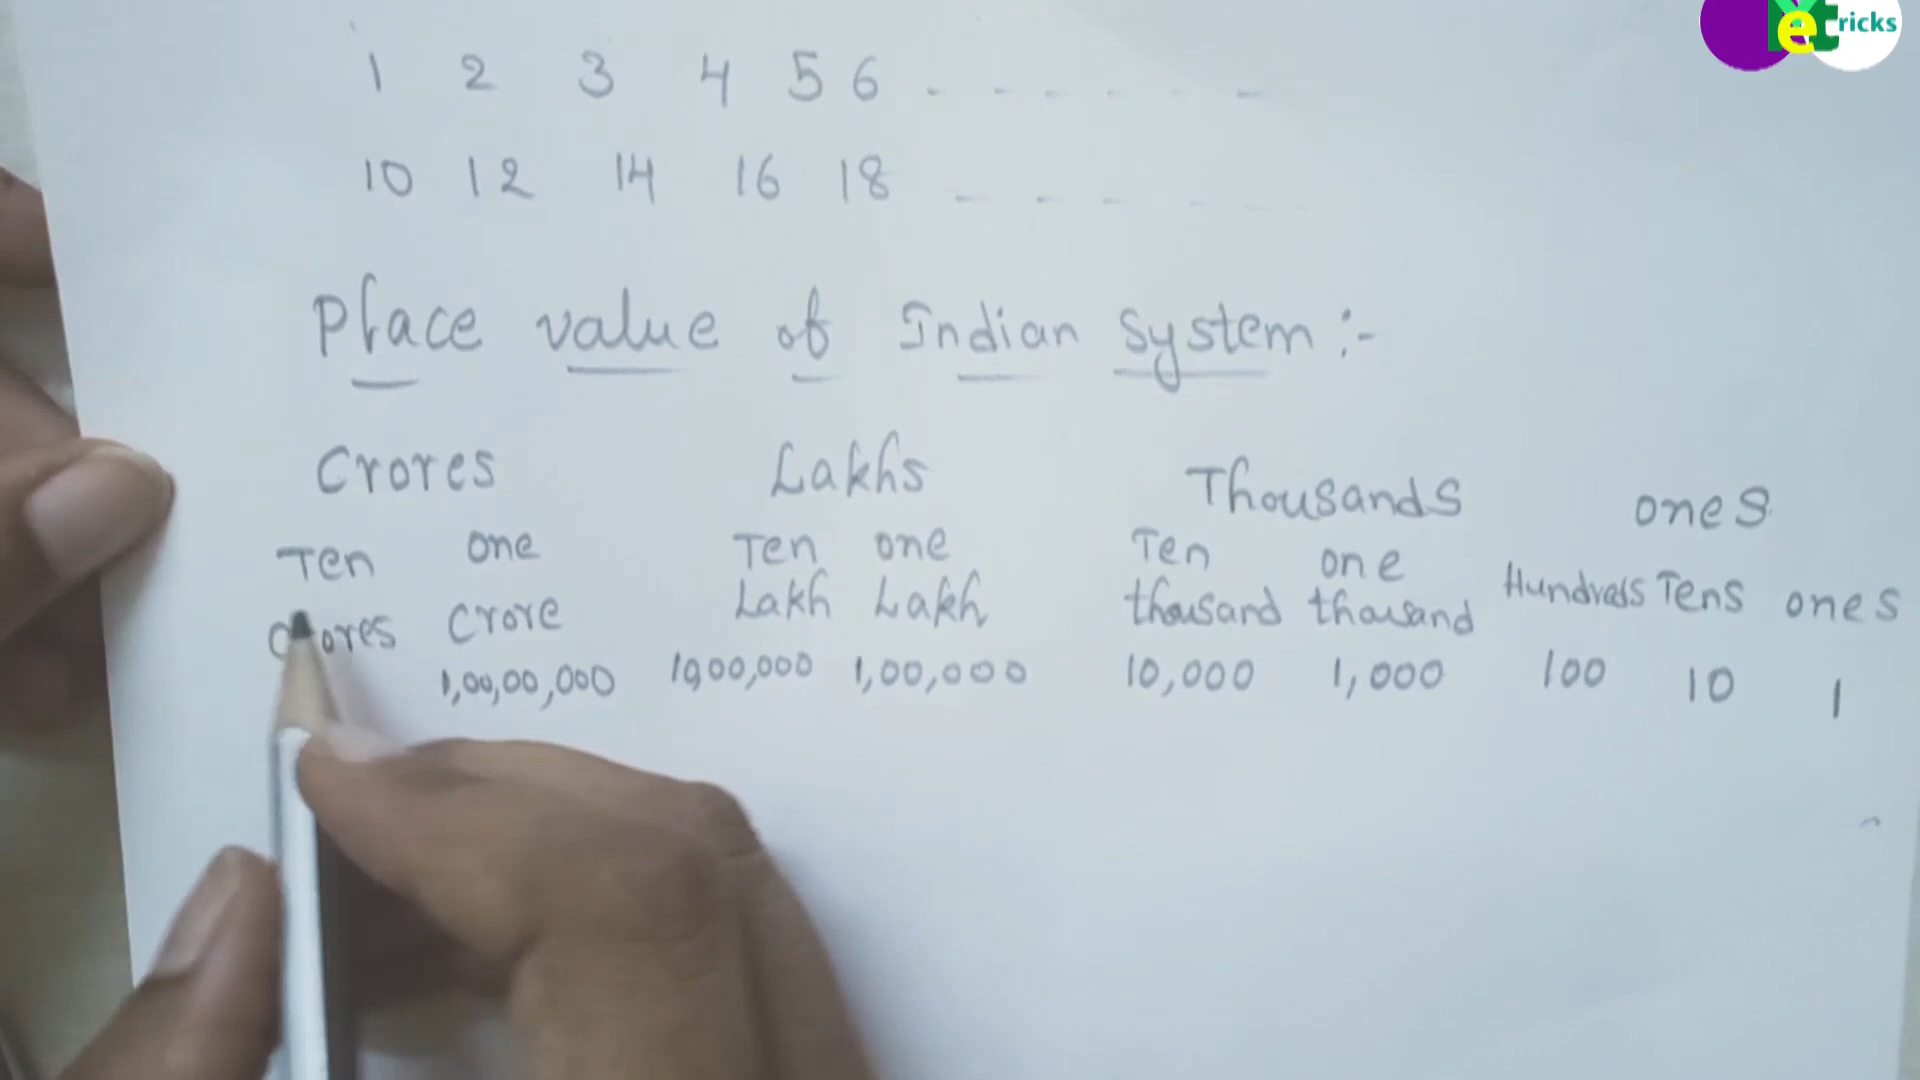 etricks
1 2 3 4 5 6 - - - - - -
10 12 14 16 18 - - - - -
Place value of Indian System :-
Crores Lakhs Thousands ones
Ten one Ten one Ten one
Crores Crore Lakh Lakh thousand thousand Hundreds Tens ones
1,00,00,000 10,00,000 1,00,000 10,000 1,000 100 10 1